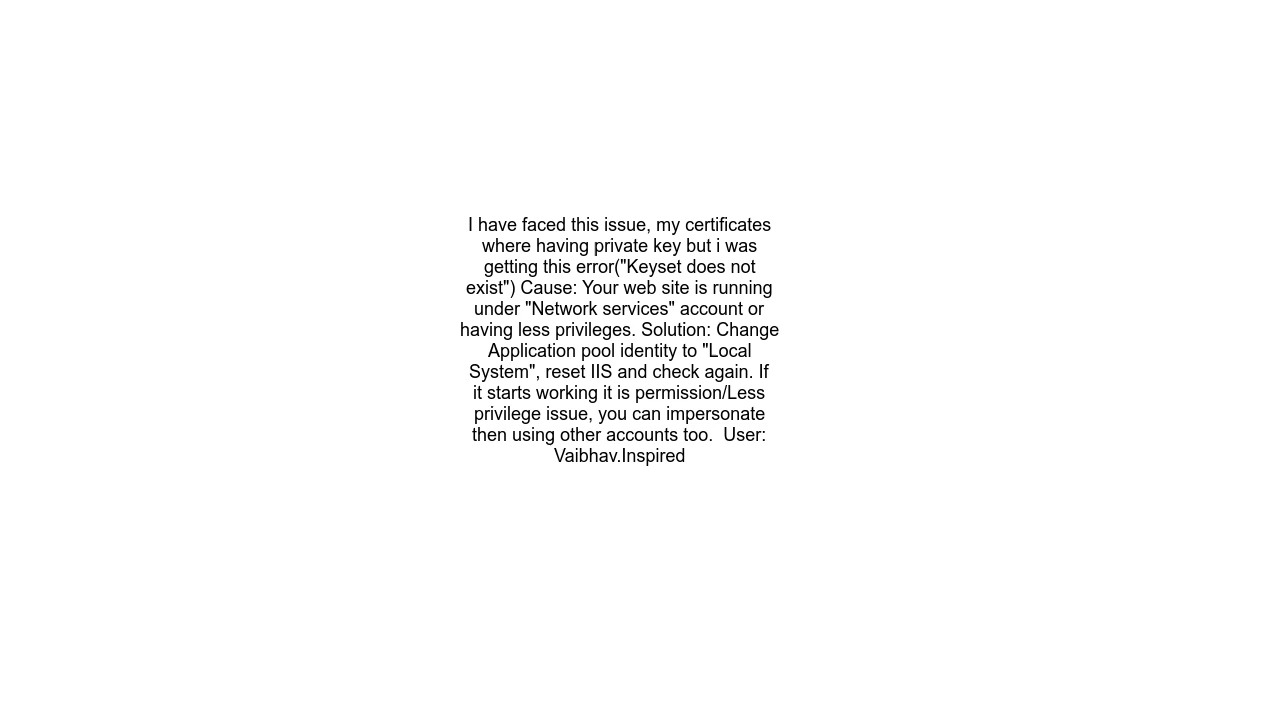 I have faced this issue, my certificates
where having private key but i was
getting this error("Keyset does not
exist") Cause: Your web site is running
under "Network services" account or
having less privileges. Solution: Change
Application pool identity to "Local
System", reset IIS and check again. If
it starts working it is permission/Less
privilege issue, you can impersonate
then using other accounts too.  User:
Vaibhav.Inspired